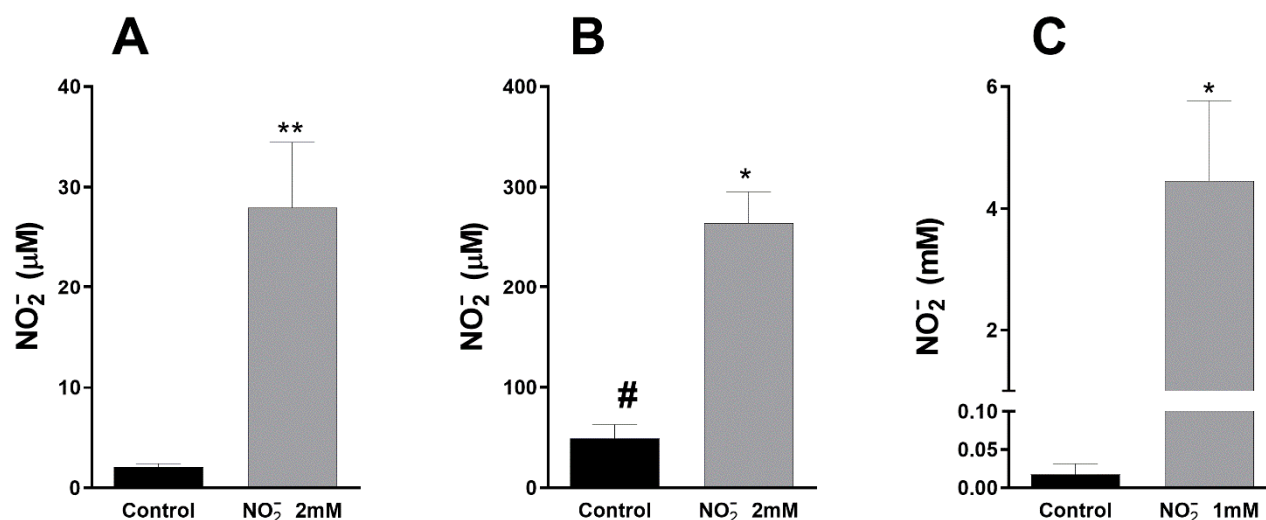 A
B
C
NO₂⁻ (μM)
40
30
20
10
0
**
Control
NO₂⁻ 2mM
NO₂⁻ (μM)
400
300
200
100
0
#
*
Control
NO₂⁻ 2mM
NO₂⁻ (mM)
6
4
2
0.10
0.05
0.00
*
Control
NO₂⁻ 1mM